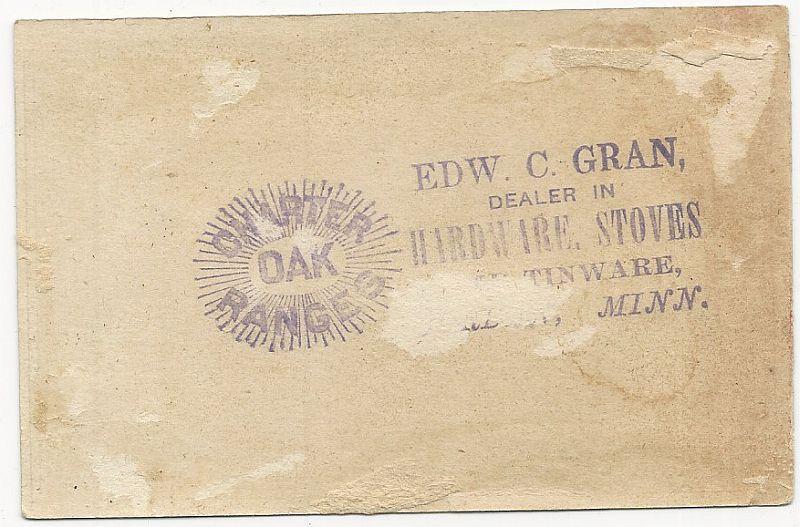 CHARTER
OAK
RANGES
EDW. C. GRAN,
DEALER IN
HARDWARE, STOVES
TINWARE,
MINN.